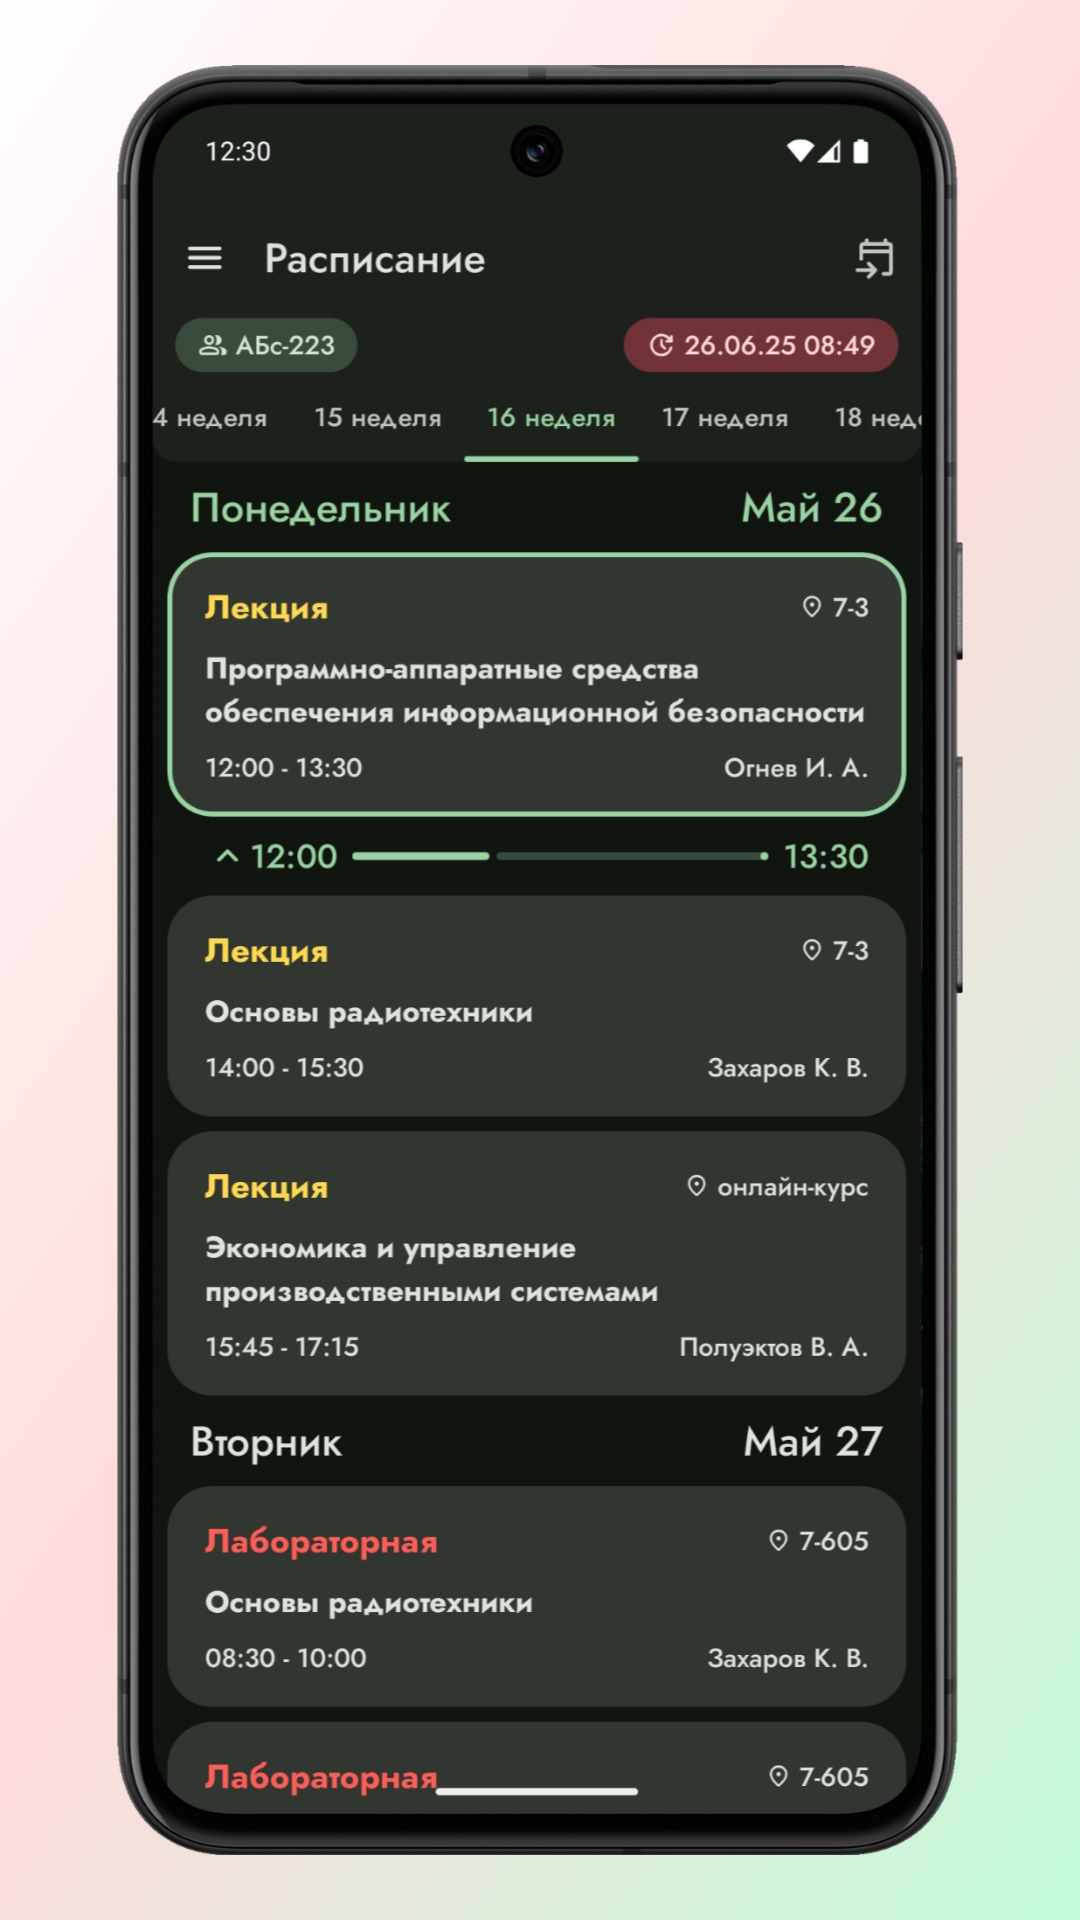 12:30
Расписание
АБс-223
26.06.25 08:49
4 неделя 15 неделя 16 неделя 17 неделя 18 нед
Понедельник Май 26
Лекция 7-3
Программно-аппаратные средства
обеспечения информационной безопасности
12:00 - 13:30 Огнев И. А.
12:00 13:30
Лекция 7-3
Основы радиотехники
14:00 - 15:30 Захаров К. В.
Лекция онлайн-курс
Экономика и управление
производственными системами
15:45 - 17:15 Полуэктов В. А.
Вторник Май 27
Лабораторная 7-605
Основы радиотехники
08:30 - 10:00 Захаров К. В.
Лабораторная 7-605